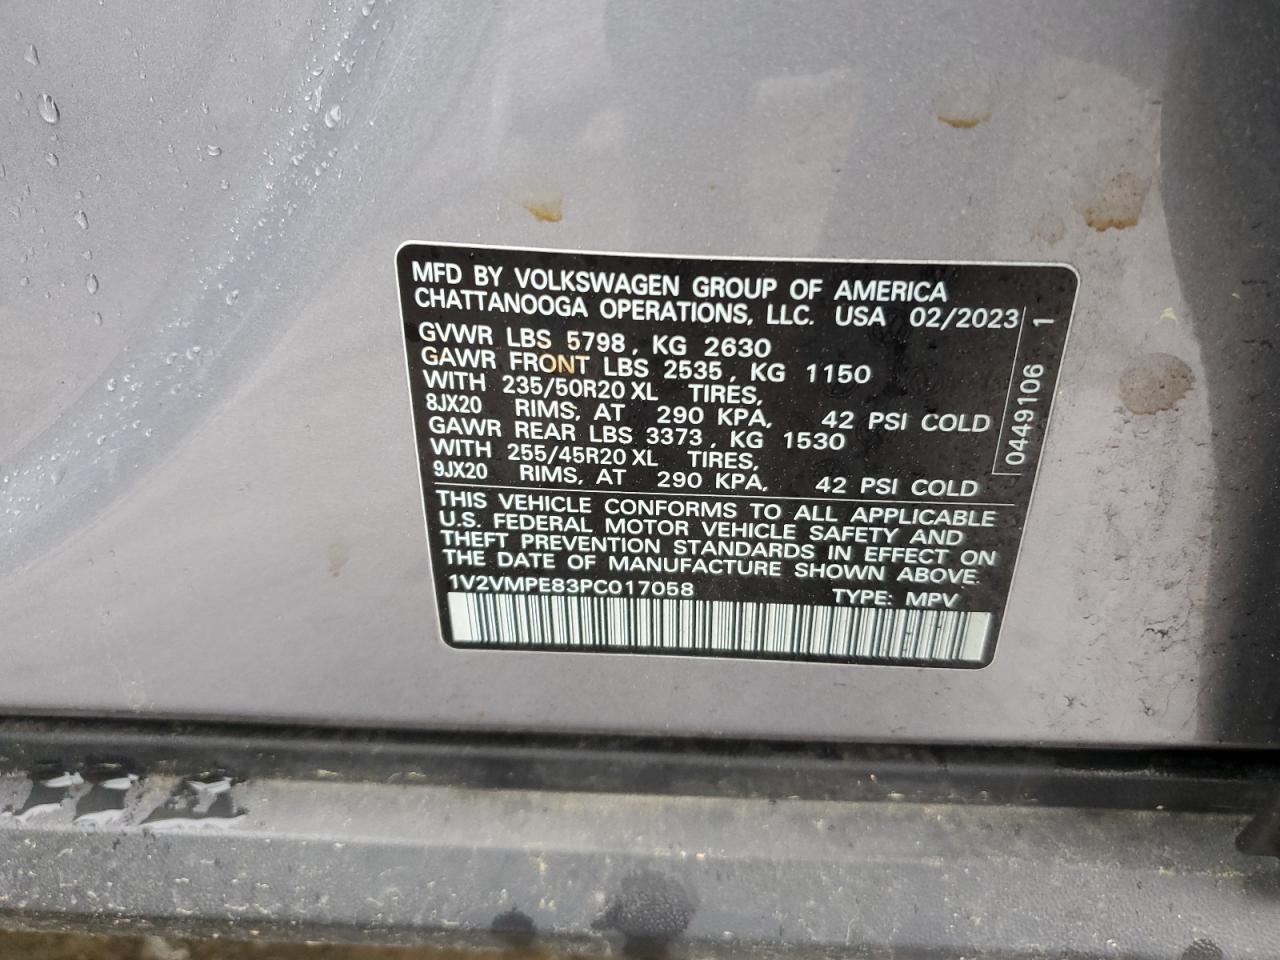 MFD BY VOLKSWAGEN GROUP OF AMERICA
CHATTANOOGA OPERATIONS, LLC. USA 02/2023
GVWR LBS 5798, KG 2630
GAWR FRONT LBS 2535, KG 1150
WITH 235/50R20 XL TIRES,
8JX20 RIMS, AT 290 KPA, 42 PSI COLD
GAWR REAR LBS 3373, KG 1530
WITH 255/45R20 XL TIRES,
9JX20 RIMS, AT 290 KPA, 42 PSI COLD
THIS VEHICLE CONFORMS TO ALL APPLICABLE
U.S. FEDERAL MOTOR VEHICLE SAFETY AND
THEFT PREVENTION STANDARDS IN EFFECT ON
THE DATE OF MANUFACTURE SHOWN ABOVE.
1V2VMPE83PC017058 TYPE: MPV
0449106 1